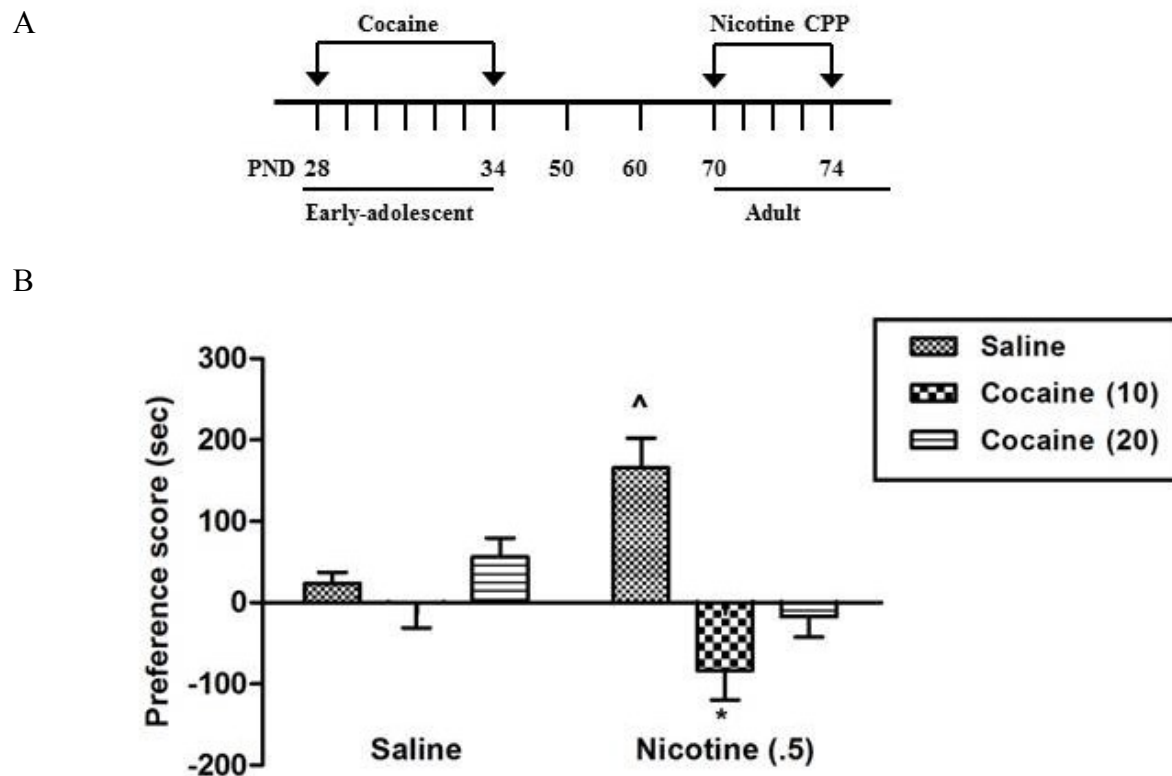 A
Cocaine Nicotine CPP
PND 28 34 50 60 70 74
Early-adolescent Adult
B
Saline
Cocaine (10)
Cocaine (20)
Preference score (sec)
300
200
100
0
-100
-200
^
*
Saline Nicotine (.5)